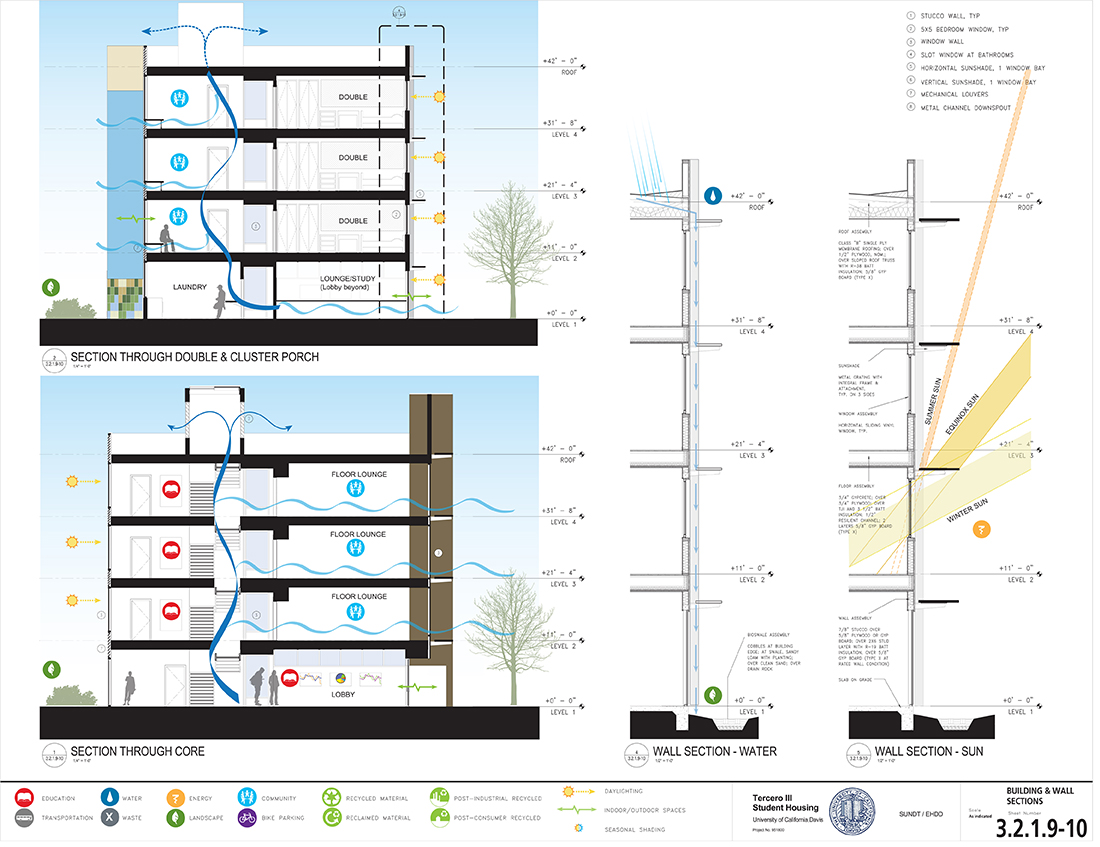 1 STUCCO WALL, TYP
2 5X5 BEDROOM WINDOW, TYP
3 WINDOW WALL
4 SLOT WINDOW AT BATHROOMS
5 HORIZONTAL SUNSHADE, 1 WINDOW BAY
6 VERTICAL SUNSHADE, 1 WINDOW BAY
7 MECHANICAL LOUVERS
8 METAL CHANNEL DOWNSPOUT
DOUBLE
DOUBLE
DOUBLE
LAUNDRY
LOUNGE/STUDY
(Lobby beyond)
+42' - 0"
ROOF
+31' - 8"
LEVEL 4
+21' - 4"
LEVEL 3
+11' - 0"
LEVEL 2
+0' - 0"
LEVEL 1
2
3.2.1.9-10
SECTION THROUGH DOUBLE & CLUSTER PORCH
1/4" = 1'-0"
FLOOR LOUNGE
FLOOR LOUNGE
FLOOR LOUNGE
LOBBY
+42' - 0"
ROOF
+31' - 8"
LEVEL 4
+21' - 4"
LEVEL 3
+11' - 0"
LEVEL 2
+0' - 0"
LEVEL 1
1
3.2.1.9-10
SECTION THROUGH CORE
1/4" = 1'-0"
+42' - 0"
ROOF
+31' - 8"
LEVEL 4
+21' - 4"
LEVEL 3
+11' - 0"
LEVEL 2
BIOSWALE ASSEMBLY
COBBLES AT BUILDING
EDGE; AT SWALE, SANDY
LOAM WITH PLANTING;
OVER CLEAN SAND; OVER
DRAIN ROCK
+0' - 0"
LEVEL 1
4
3.2.1.9-10
WALL SECTION - WATER
1/2" = 1'-0"
+42' - 0"
ROOF
ROOF ASSEMBLY
CLASS "B" SINGLE PLY
MEMBRANE ROOFING; OVER
1/2" PLYWOOD, NOM.;
OVER SLOPED ROOF TRUSS
WITH R-38 BATT
INSULATION; 5/8" GYP
BOARD (TYPE X)
+31' - 8"
LEVEL 4
SUNSHADE
METAL GRATING WITH
INTEGRAL FRAME &
ATTACHMENT,
TYP. ON 3 SIDES
WINDOW ASSEMBLY
HORIZONTAL SLIDING VINYL
WINDOW, TYP.
SUMMER SUN
EQUINOX SUN
WINTER SUN
+21' - 4"
LEVEL 3
FLOOR ASSEMBLY
3/4" GYPCRETE; OVER
3/4" PLYWOOD; OVER
TJI AND 3 1/2" BATT
INSULATION; 1/2"
RESILIENT CHANNEL; 2
LAYERS 5/8" GYP BOARD
(TYPE X)
+11' - 0"
LEVEL 2
WALL ASSEMBLY
7/8" STUCCO OVER
5/8" PLYWOOD OR GYP
BOARD; OVER 2X6 STUD
LAYER WITH R-19 BATT
INSULATION; OVER 5/8"
GYP BOARD (TYPE X AT
RATED WALL CONDITION)
SLAB ON GRADE
+0' - 0"
LEVEL 1
5
3.2.1.9-10
WALL SECTION - SUN
1/2" = 1'-0"
EDUCATION
WATER
ENERGY
COMMUNITY
RECYCLED MATERIAL
POST-INDUSTRIAL RECYCLED
TRANSPORTATION
WASTE
LANDSCAPE
BIKE PARKING
RECLAIMED MATERIAL
POST-CONSUMER RECYCLED
DAYLIGHTING
INDOOR/OUTDOOR SPACES
SEASONAL SHADING
Tercero III
Student Housing
University of California Davis
SUNDT / EHDD
BUILDING & WALL
SECTIONS
Scale
As indicated
Sheet Number
3.2.1.9-10